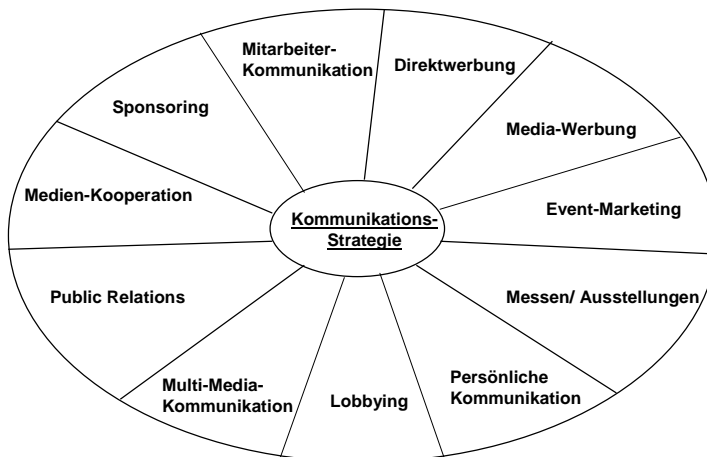 Mitarbeiter-
Kommunikation
Direktwerbung
Sponsoring
Media-Werbung
Medien-Kooperation
Kommunikations-
Strategie
Event-Marketing
Public Relations
Messen/ Ausstellungen
Multi-Media-
Kommunikation
Lobbying
Persönliche
Kommunikation